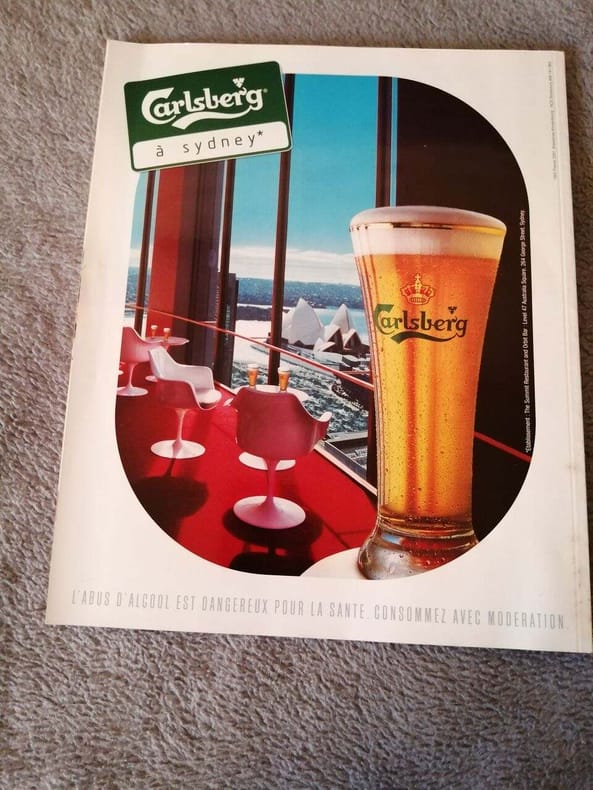 Carlsberg
à sydney*
Carlsberg
*Etablissement : The Summit Restaurant and Orbit Bar : Level 47 Australia Square, 264 George Street, Sydney
L'ABUS D'ALCOOL EST DANGEREUX POUR LA SANTE. CONSOMMEZ AVEC MODERATION.